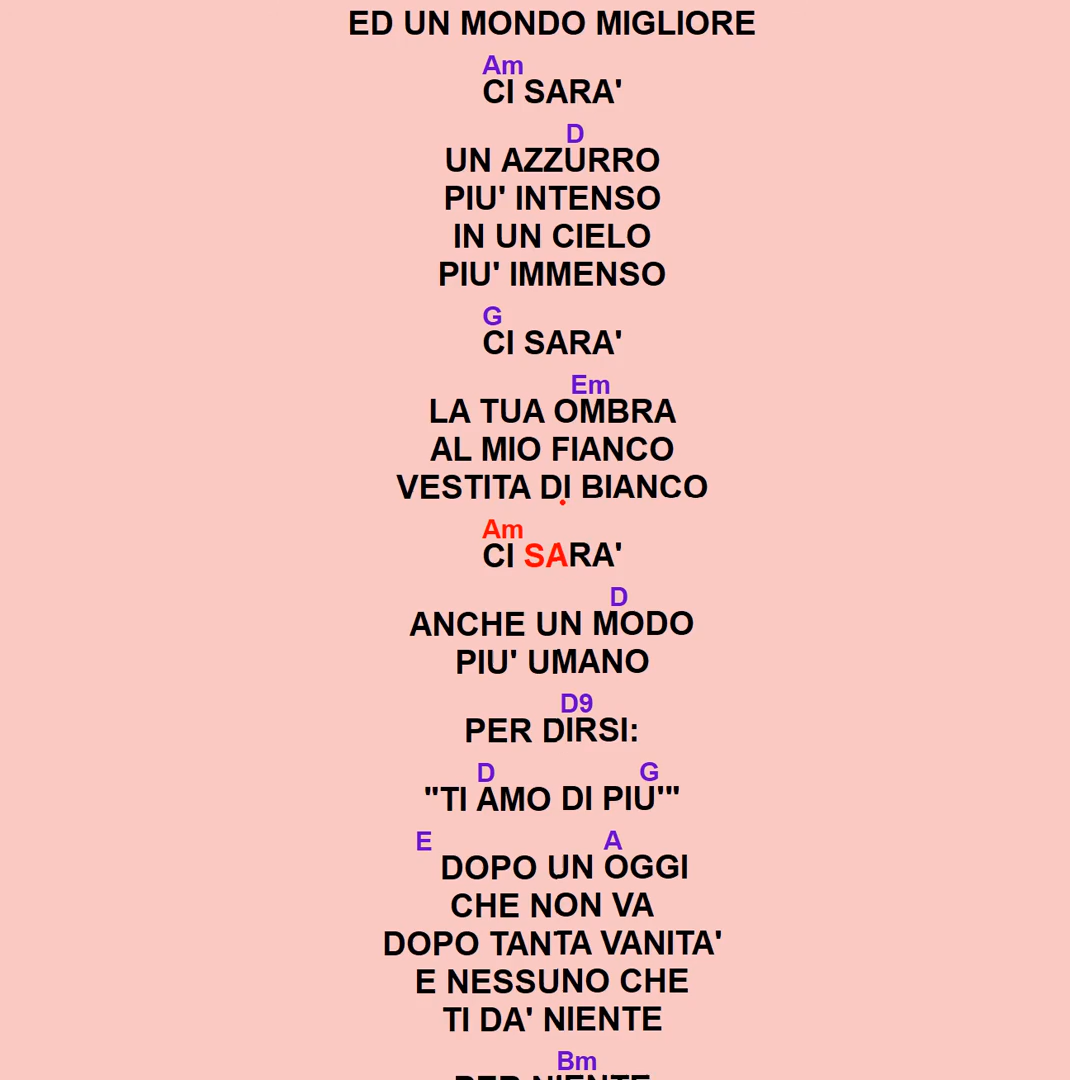 ED UN MONDO MIGLIORE
Am
CI SARA'
D
UN AZZURRO
PIU' INTENSO
IN UN CIELO
PIU' IMMENSO
G
CI SARA'
Em
LA TUA OMBRA
AL MIO FIANCO
VESTITA DI BIANCO
Am
CI SARA'
D
ANCHE UN MODO
PIU' UMANO
D9
PER DIRSI:
D G
"TI AMO DI PIU'"
E A
DOPO UN OGGI
CHE NON VA
DOPO TANTA VANITA'
E NESSUNO CHE
TI DA' NIENTE
Bm
PER NIENTE